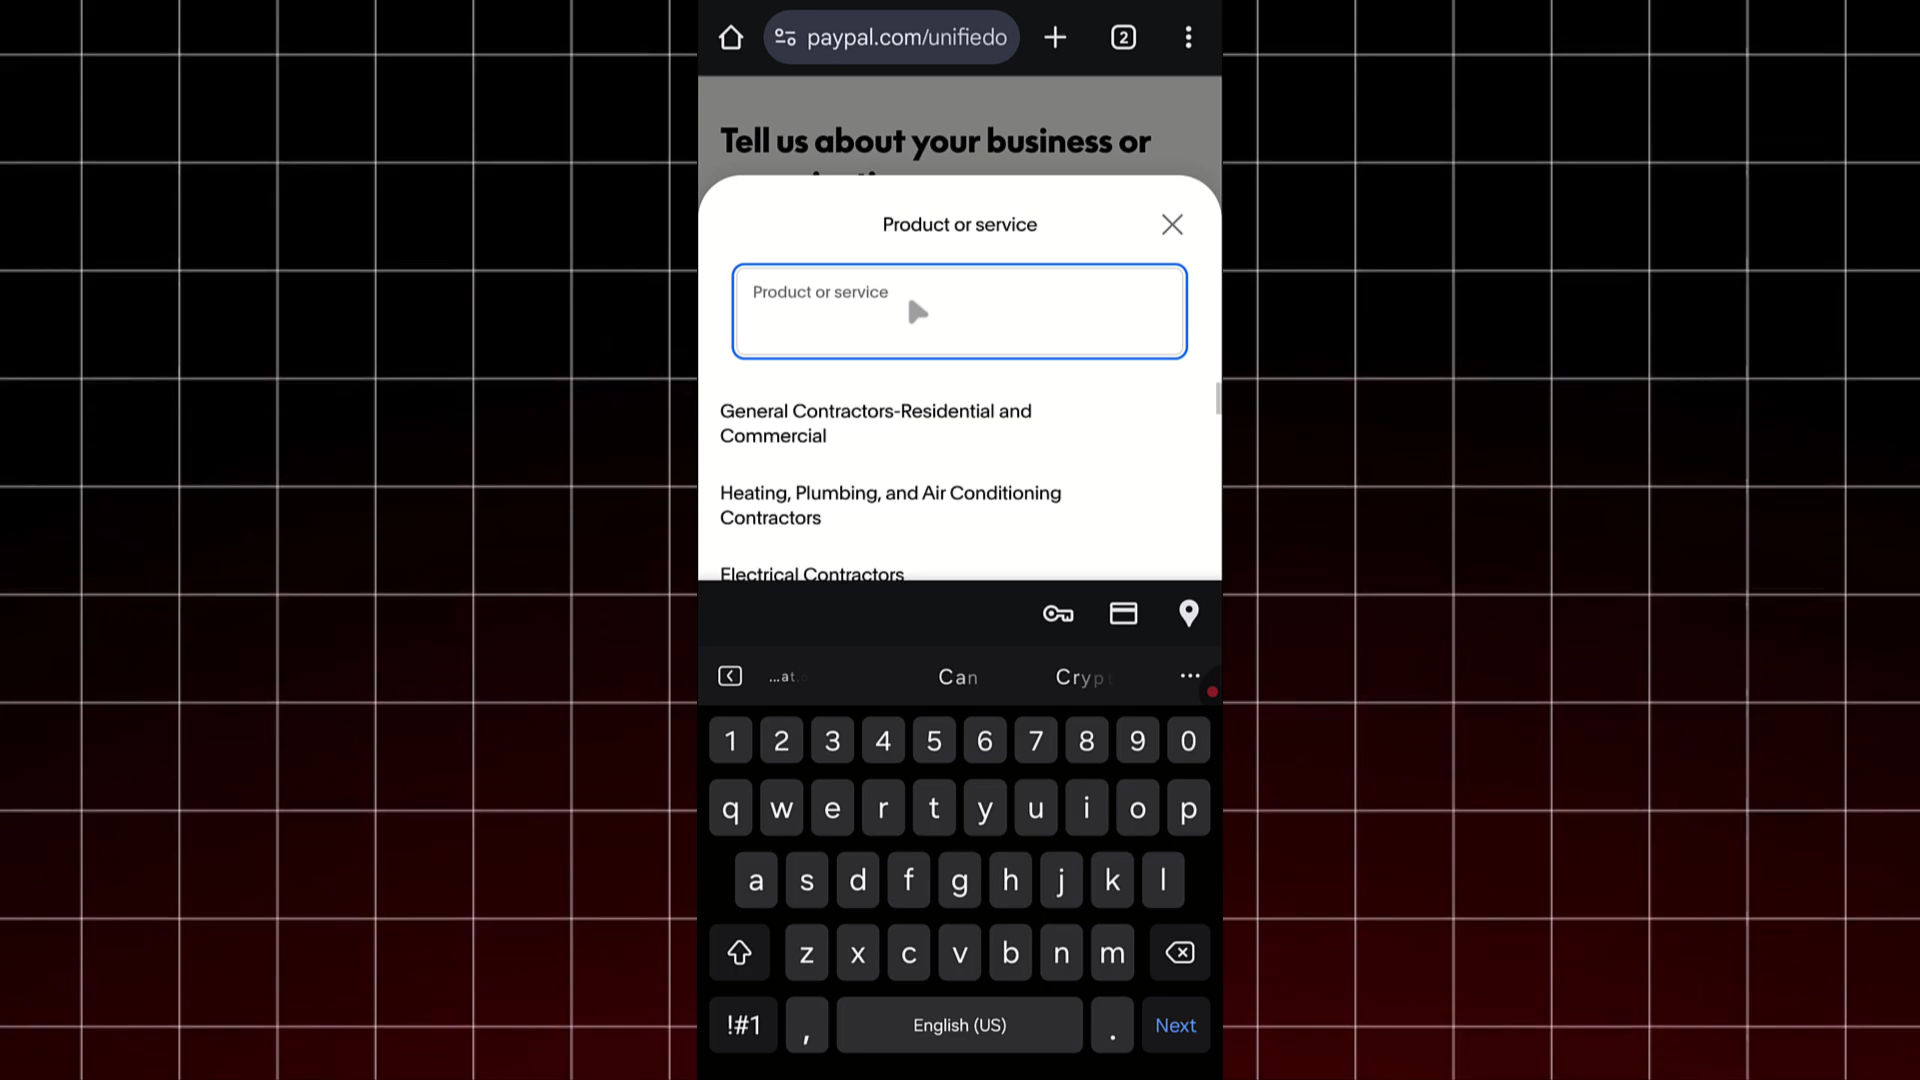 paypal.com/unifiedo
2
Tell us about your business or
Product or service
Product or service
General Contractors-Residential and
Commercial
Heating, Plumbing, and Air Conditioning
Contractors
Electrical Contractors
...at. Can Cryp
1 2 3 4 5 6 7 8 9 0
q w e r t y u i o p
a s d f g h j k l
z x c v b n m
!#1 , English (US) . Next